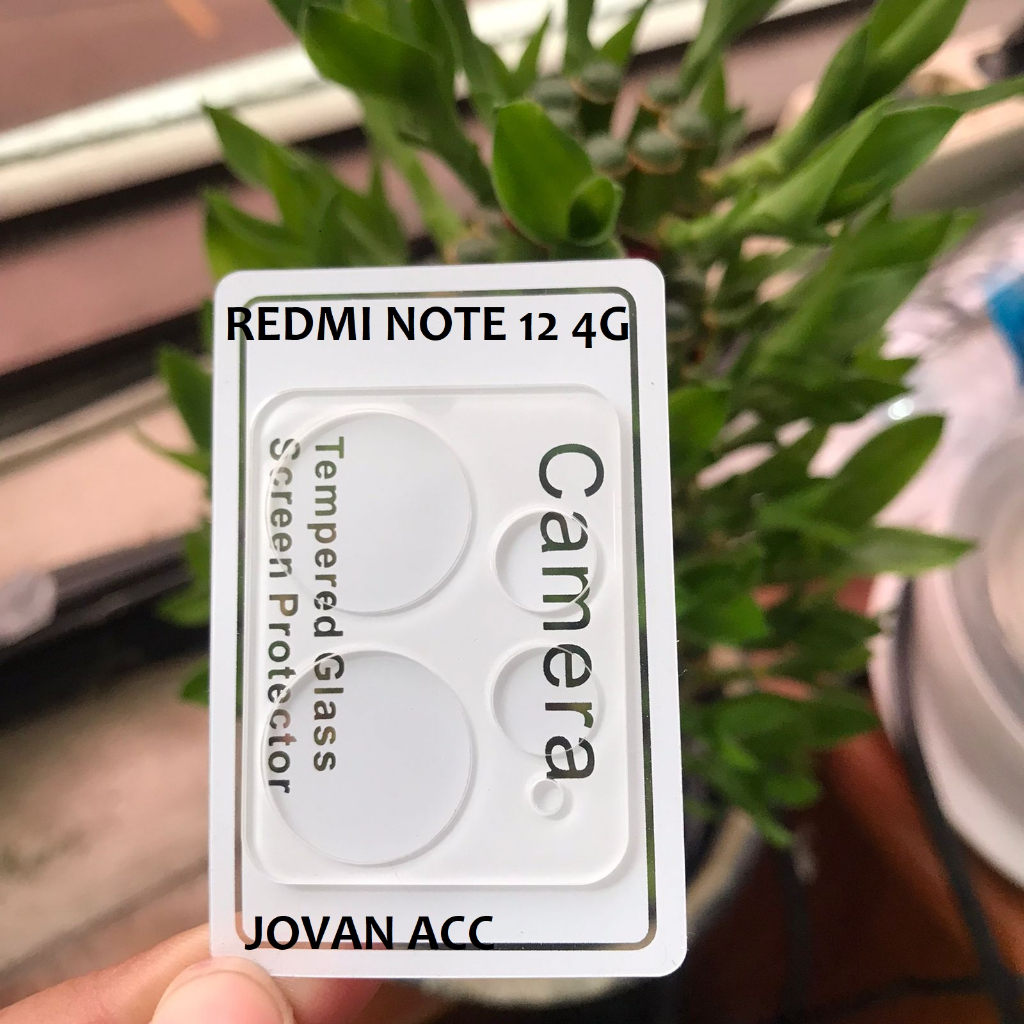 REDMI NOTE 12 4G
Camera
Tempered Glass
Screen Protector
JOVAN ACC